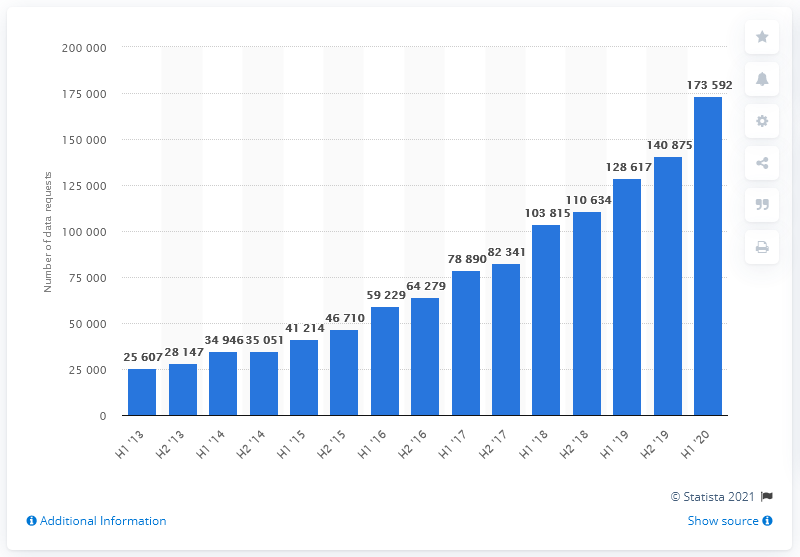 200 000
175 000
150 000
125 000
100 000
75 000
50 000
25 000
0
Number of data requests
25 607
28 147
34 946
35 051
41 214
46 710
59 229
64 279
78 890
82 341
103 815
110 634
128 617
140 875
173 592
H1 '13
H2 '13
H1 '14
H2 '14
H1 '15
H2 '15
H1 '16
H2 '16
H1 '17
H2 '17
H1 '18
H2 '18
H1 '19
H2 '19
H1 '20
© Statista 2021
Additional Information
Show source